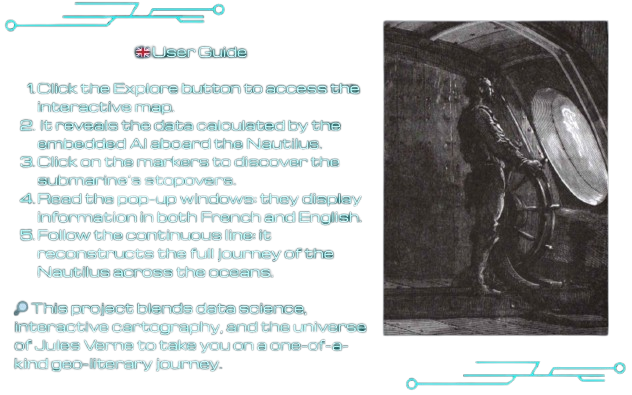 🇬🇧User Guide
1. Click the Explore button to access the
interactive map.
2. It reveals the data calculated by the
embedded AI aboard the Nautilus.
3. Click on the markers to discover the
submarine's stopovers.
4. Read the pop-up windows: they display
information in both French and English.
5. Follow the continuous line: it
reconstructs the full journey of the
Nautilus across the oceans.
🔎 This project blends data science,
interactive cartography, and the universe
of Jules Verne to take you on a one-of-a-
kind geo-literary journey.